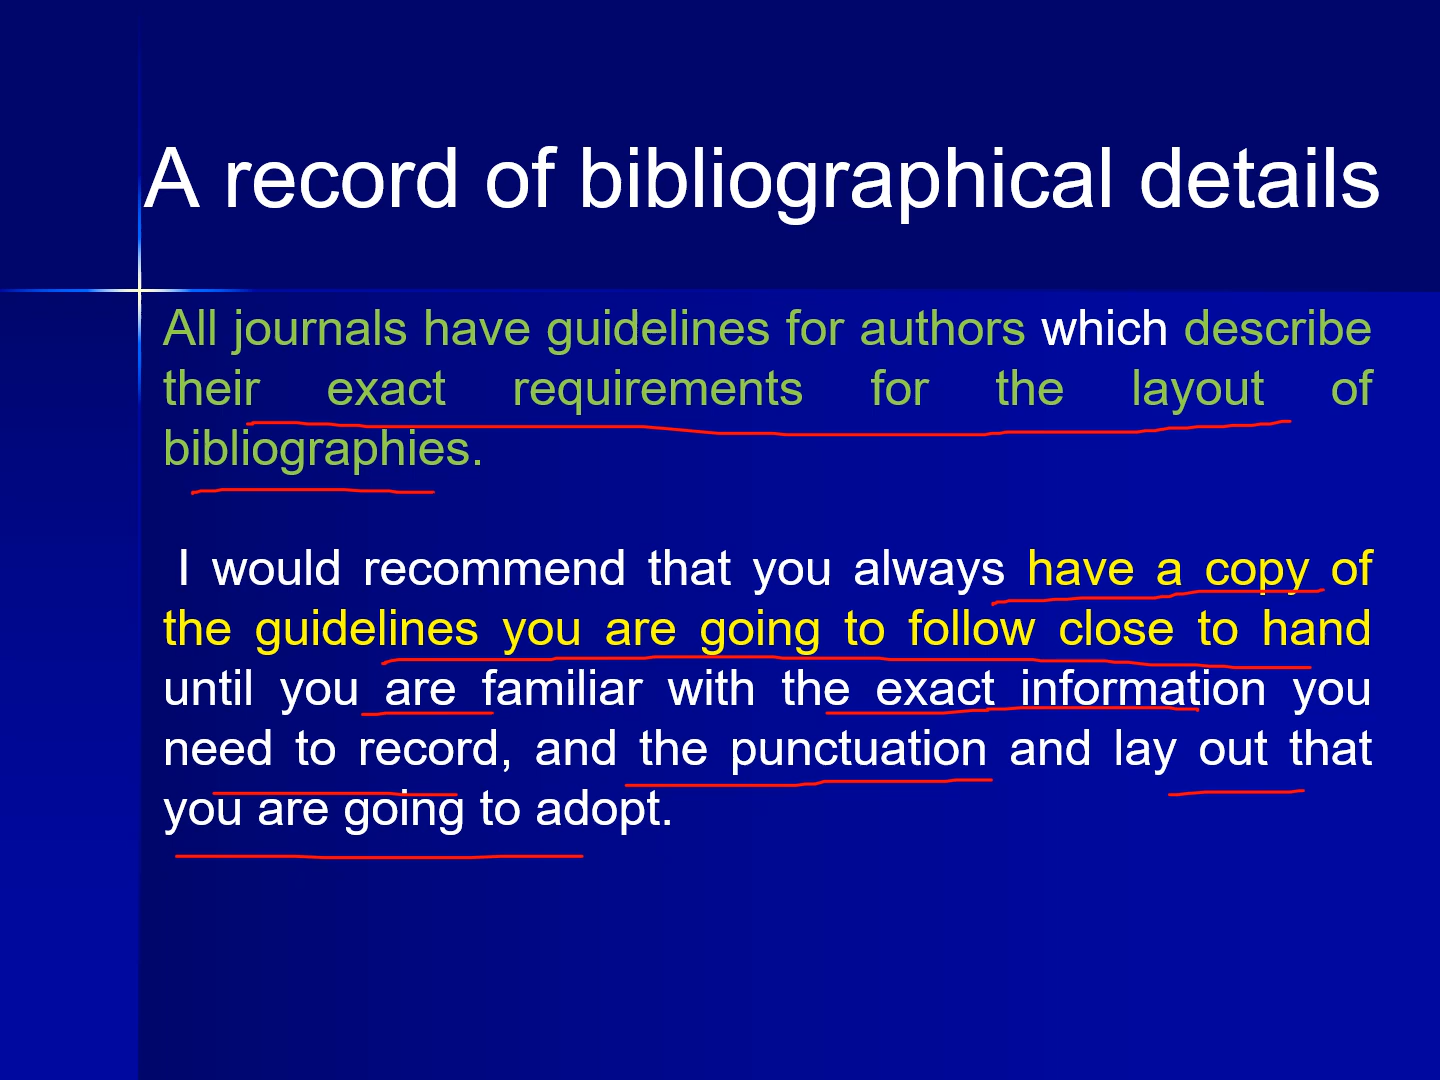 A record of bibliographical details
All journals have guidelines for authors which describe
their exact requirements for the layout of
bibliographies.
I would recommend that you always have a copy of
the guidelines you are going to follow close to hand
until you are familiar with the exact information you
need to record, and the punctuation and lay out that
you are going to adopt.